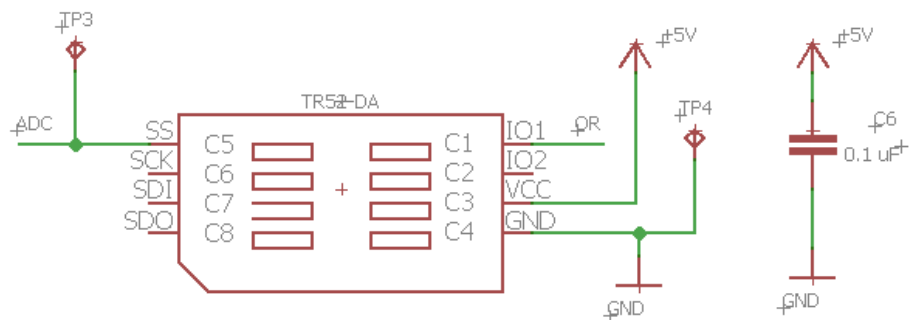 TP3
+5V
+5V
TR52-DA
TP4
ADC
SS
C5
C1
IO1
OR
C6
SCK
C6
C2
IO2
0.1 uF
SDI
C7
C3
VCC
SDO
C8
C4
GND
GND
GND